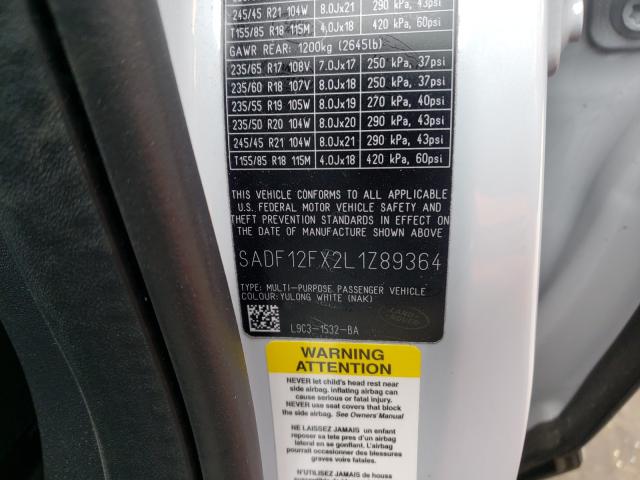 245/45 R21 104W 8.0Jx21 290 kPa, 43psi
T155/85 R18 115M 4.0Jx18 420 kPa, 60psi
GAWR REAR: 1200kg (2645lb)
235/65 R17 108V 7.0Jx17 250 kPa, 37psi
235/60 R18 107V 8.0Jx18 250 kPa, 37psi
235/55 R19 105W 8.0Jx19 270 kPa, 40psi
235/50 R20 104W 8.0Jx20 290 kPa, 43psi
245/45 R21 104W 8.0Jx21 290 kPa, 43psi
T155/85 R18 115M 4.0Jx18 420 kPa, 60psi
THIS VEHICLE CONFORMS TO ALL APPLICABLE
U.S. FEDERAL MOTOR VEHICLE SAFETY AND
THEFT PREVENTION STANDARDS IN EFFECT ON
THE DATE OF MANUFACTURE SHOWN ABOVE
SADF12FX2L1Z89364
TYPE: MULTI-PURPOSE PASSENGER VEHICLE
COLOUR: YULONG WHITE (NAK)
L9C3-1532-BA
LAND ROVER
WARNING
ATTENTION
NEVER let child's head rest near
side airbag. inflating airbag can
cause serious or fatal injury.
NEVER use seat covers that block
the side airbag. See Owners' Manual
NE LAISSEZ JAMAIS un enfant
reposer sa tete pres d'un airbag
lateral en se gonflant. L'airbag
pourrait occasionner des blessures
graves voire fatales.
N'UTILISEZ JAMAIS de